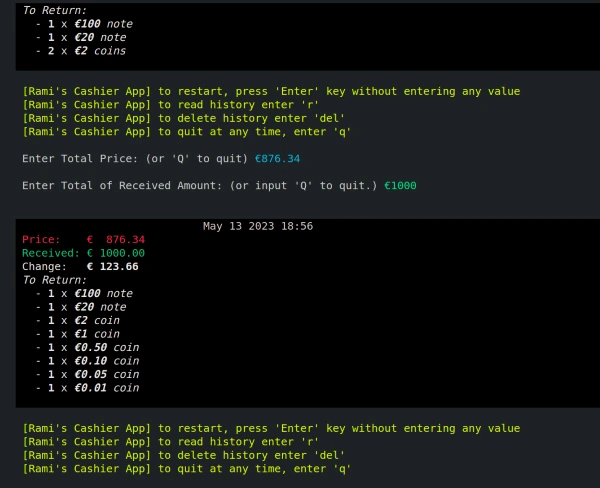 To Return:
- 1 x €100 note
- 1 x €20 note
- 2 x €2 coins
[Rami's Cashier App] to restart, press 'Enter' key without entering any value
[Rami's Cashier App] to read history enter 'r'
[Rami's Cashier App] to delete history enter 'del'
[Rami's Cashier App] to quit at any time, enter 'q'
Enter Total Price: (or 'Q' to quit) €876.34
Enter Total of Received Amount: (or input 'Q' to quit.) €1000
May 13 2023 18:56
Price: € 876.34
Received: € 1000.00
Change: € 123.66
To Return:
- 1 x €100 note
- 1 x €20 note
- 1 x €2 coin
- 1 x €1 coin
- 1 x €0.50 coin
- 1 x €0.10 coin
- 1 x €0.05 coin
- 1 x €0.01 coin
[Rami's Cashier App] to restart, press 'Enter' key without entering any value
[Rami's Cashier App] to read history enter 'r'
[Rami's Cashier App] to delete history enter 'del'
[Rami's Cashier App] to quit at any time, enter 'q'